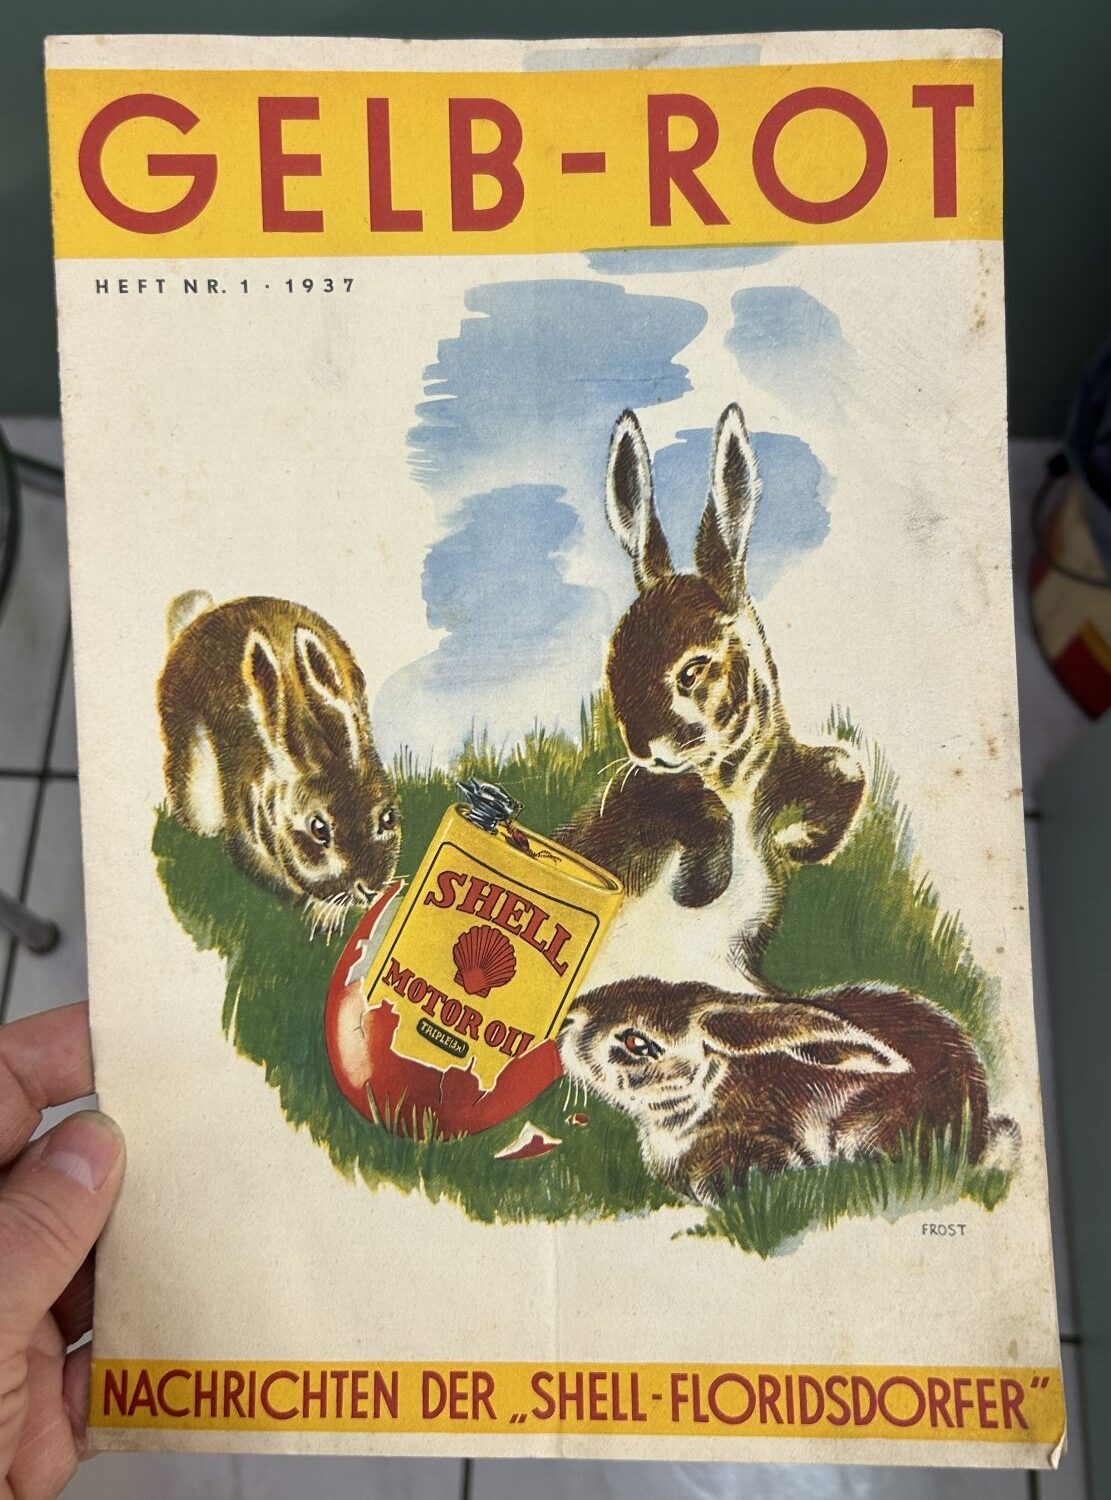 GELB-ROT
HEFT NR. 1 · 1937
SHELL
MOTOR OIL
TRIPLE(3x)
FROST
NACHRICHTEN DER „SHELL-FLORIDSDORFER"